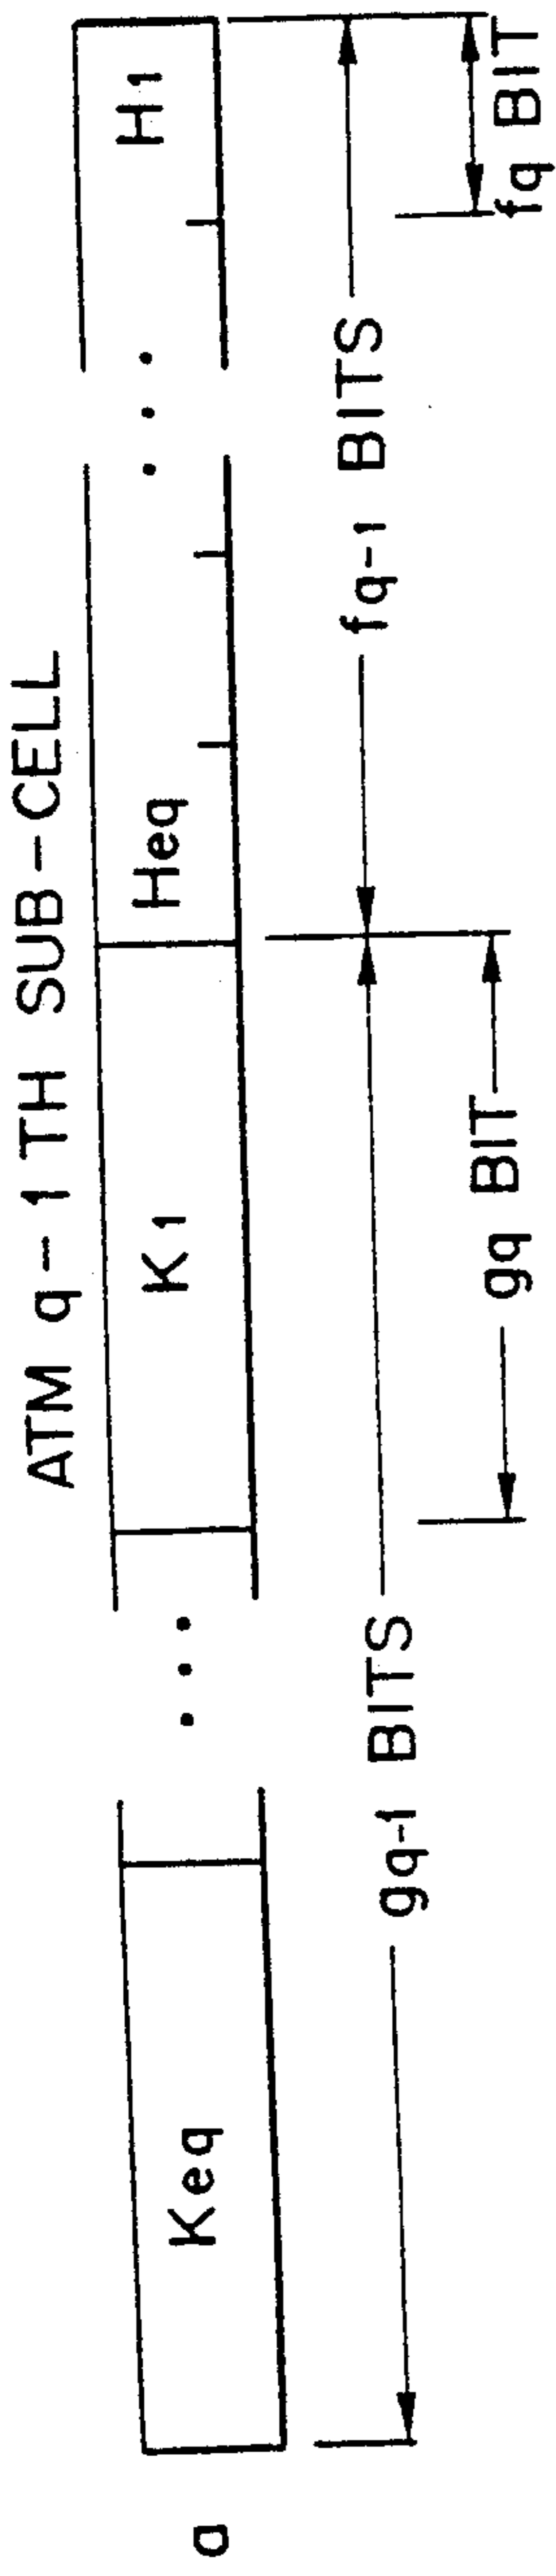 ATM q-1 TH SUB-CELL
a
Keq
...
K1
Heq
...
H1
gq-1 BITS
fq-1 BITS
gq BIT
fq BIT